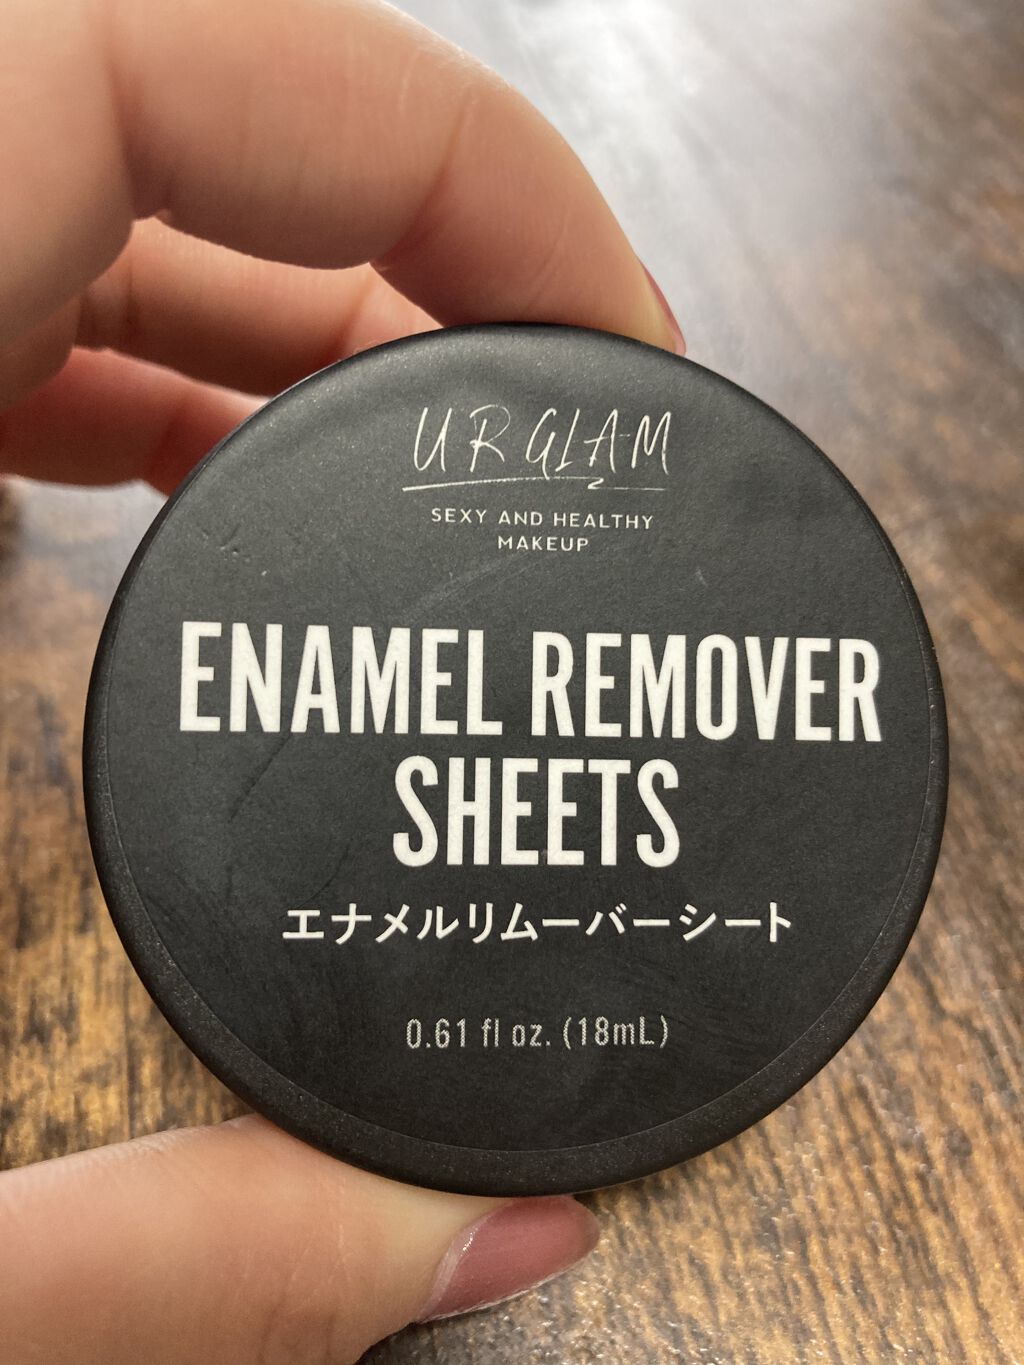 U R GLAM
SEXY AND HEALTHY
MAKEUP
ENAMEL REMOVER
SHEETS
エナメルリムーバーシート
0.61 fl oz. (18mL)